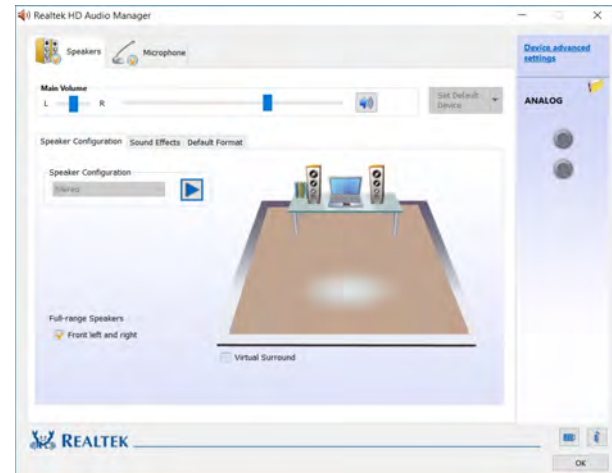 Realtek HD Audio Manager
Speakers
Microphone
Device advanced
settings
Main Volume
L
R
Set Default
Device
ANALOG
Speaker Configuration
Sound Effects
Default Format
Speaker Configuration
Stereo
Full-range Speakers
Front left and right
Virtual Surround
REALTEK
OK